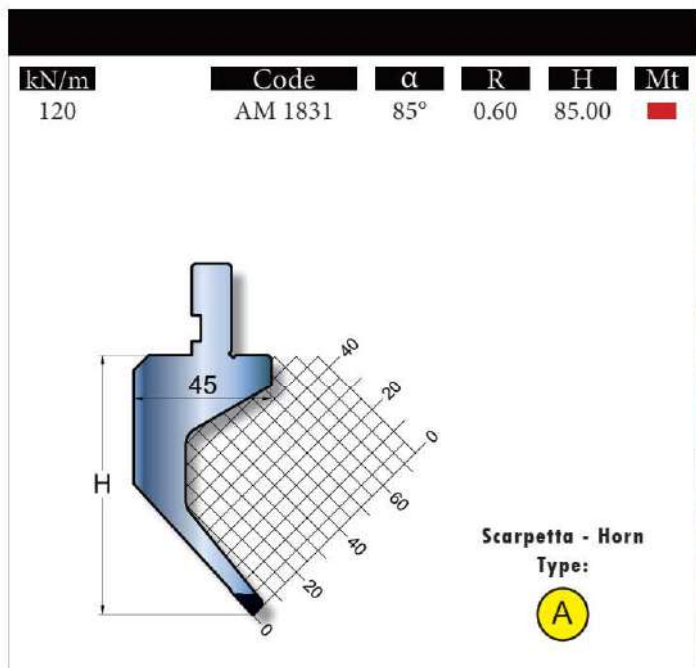 kN/m Code α R H Mt
120 AM 1831 85° 0.60 85.00
40
45
20
0
H
60
40
20
0
Scarpetta - Horn
Type:
A